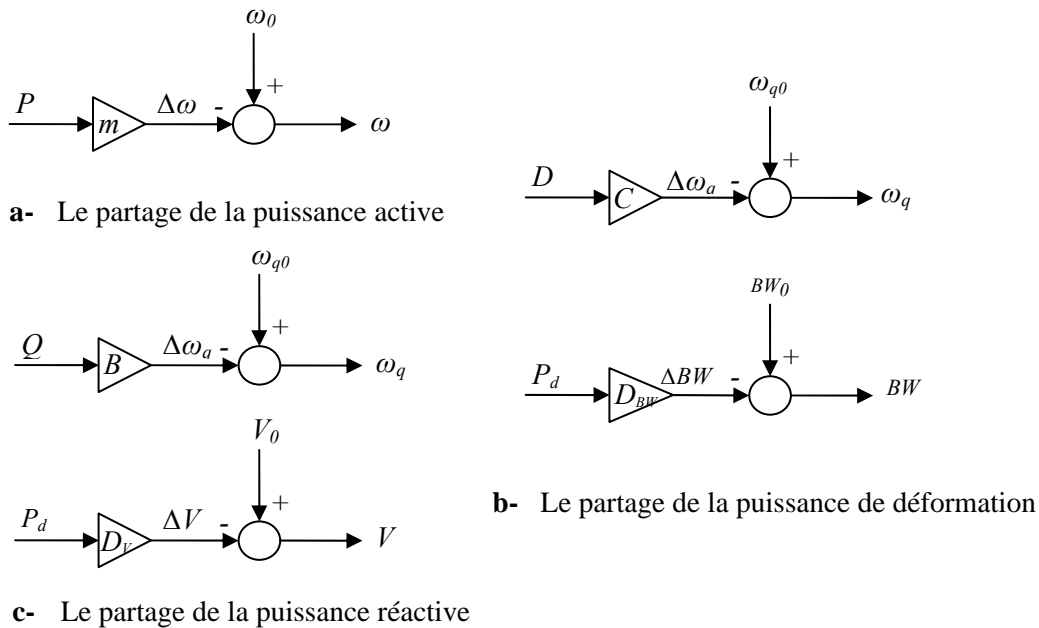 ω0
P m Δω - + ω
a- Le partage de la puissance active
ωq0
D C Δωa - + ωq
ωq0
Q B Δωa - + ωq
BW0
Pd DBW ΔBW - + BW
V0
Pd DV ΔV - + V
b- Le partage de la puissance de déformation
c- Le partage de la puissance réactive